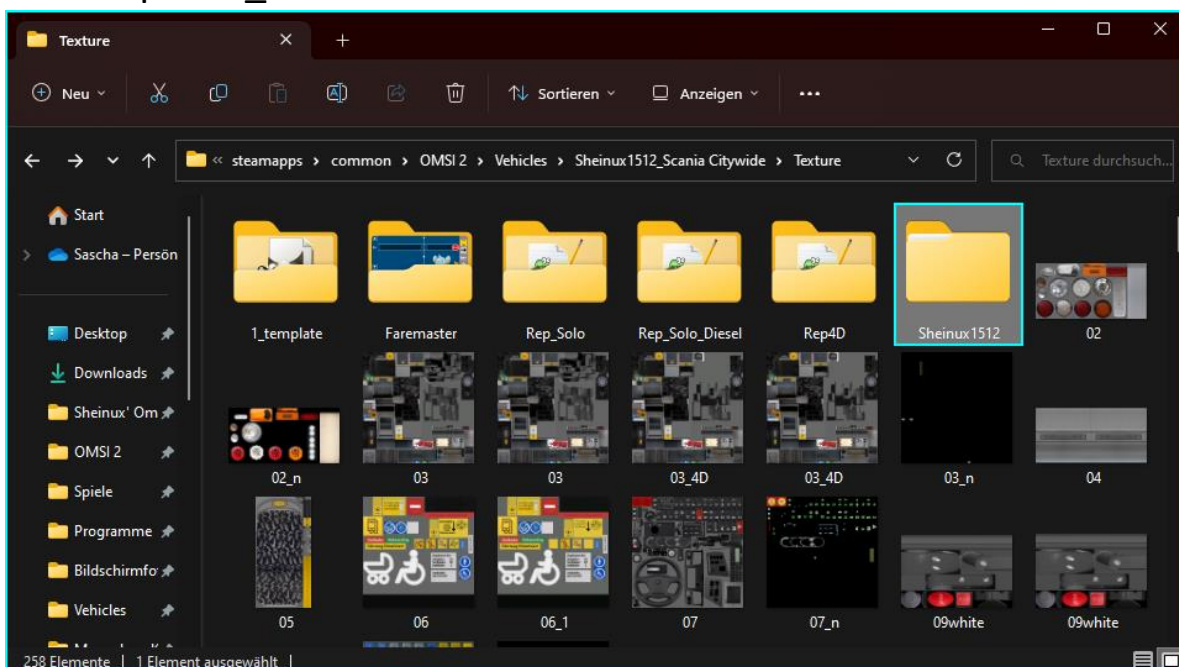 Texture
Neu
Sortieren
Anzeigen
« steamapps > common > OMSI 2 > Vehicles > Sheinux1512_Scania Citywide > Texture
Texture durchsuch...
Start
Sascha – Persön
Desktop
Downloads
Sheinux' Om
OMSI 2
Spiele
Programme
Bildschirmfo
Vehicles
1_template
Faremaster
Rep_Solo
Rep_Solo_Diesel
Rep4D
Sheinux1512
02
02_n
03
03
03_4D
03_4D
03_n
04
05
06
06_1
07
07_n
09white
09white
258 Elemente | 1 Element ausgewählt |